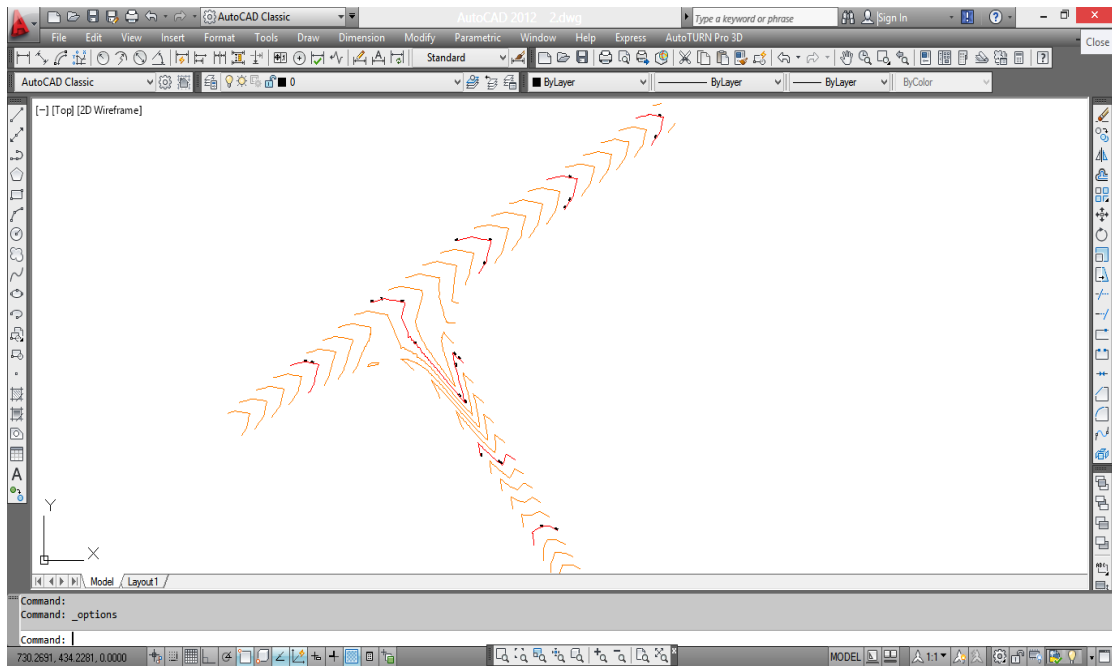 AutoCAD Classic
AutoCAD 2012 2.dwg
Type a keyword or phrase
Sign In
File Edit View Insert Format Tools Draw Dimension Modify Parametric Window Help Express AutoTURN Pro 3D
Close
Standard
AutoCAD Classic
0
ByLayer
ByLayer
ByLayer
ByColor
[−] [Top] [2D Wireframe]
A
Y
X
Model Layout1
Command:
Command: _options
Command:
730.2691, 434.2281, 0.0000
MODEL
1:1